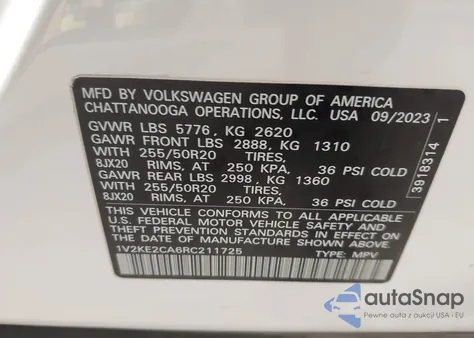 MFD BY VOLKSWAGEN GROUP OF AMERICA
CHATTANOOGA OPERATIONS, LLC. USA 09/2023
GVWR LBS 5776, KG 2620
GAWR FRONT LBS 2888, KG 1310
WITH 255/50R20 TIRES,
8JX20 RIMS, AT 250 KPA, 36 PSI COLD
GAWR REAR LBS 2998, KG 1360
WITH 255/50R20 TIRES,
8JX20 RIMS, AT 250 KPA, 36 PSI COLD
THIS VEHICLE CONFORMS TO ALL APPLICABLE
U.S. FEDERAL MOTOR VEHICLE SAFETY AND
THEFT PREVENTION STANDARDS IN EFFECT ON
THE DATE OF MANUFACTURE SHOWN ABOVE
1V2KE2CA6RC211725 TYPE: MPV
3918314 1
autoSnap
Pewne auta z aukcji USA i EU